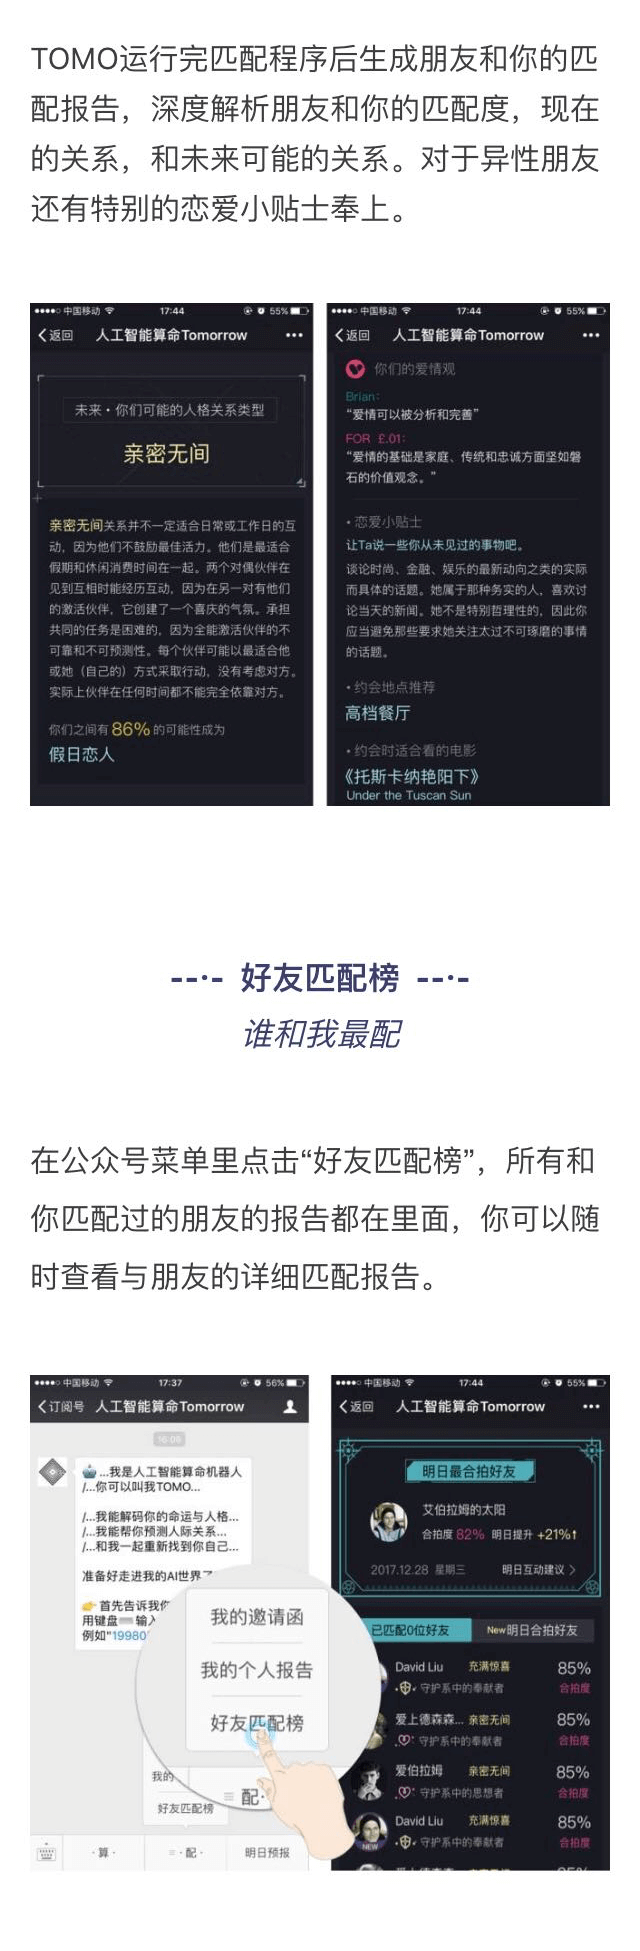 TOMO运行完匹配程序后生成朋友和你的匹
配报告，深度解析朋友和你的匹配度，现在
的关系，和未来可能的关系。对于异性朋友
还有特别的恋爱小贴士奉上。
中国移动 17:44 55%
返回 人工智能算命Tomorrow
未来·你们可能的人格关系类型
亲密无间
亲密无间关系并不一定适合日常或工作日的互
动，因为他们不鼓励最佳活力。他们是最适合
假期和休闲消费时间在一起。两个对偶伙伴在
见到互相时能经历互动，因为在另一对有他们
的激活伙伴，它创建了一个喜庆的气氛。承担
共同的任务是困难的，因为全能激活伙伴的不
可靠和不可预测性。每个伙伴可能以最适合他
或她（自己的）方式采取行动，没有考虑对方。
实际上伙伴在任何时间都不能完全依靠对方。
你们之间有86%的可能性成为
假日恋人
中国移动 17:44 55%
返回 人工智能算命Tomorrow
你们的爱情观
Brian:
“爱情可以被分析和完善”
FOR £.01:
“爱情的基础是家庭、传统和忠诚方面坚如磐
石的价值观念。”
·恋爱小贴士
让Ta说一些你从未见过的事物吧。
谈论时尚、金融、娱乐的最新动向之类的实际
而具体的话题。她属于那种务实的人，喜欢讨
论当天的新闻。她不是特别哲理性的，因此你
应当避免那些要求她关注太过不可琢磨的事情
的话题。
·约会地点推荐
高档餐厅
·约会时适合看的电影
《托斯卡纳艳阳下》
Under the Tuscan Sun
--·- 好友匹配榜 --·-
谁和我最配
在公众号菜单里点击“好友匹配榜”，所有和
你匹配过的朋友的报告都在里面，你可以随
时查看与朋友的详细匹配报告。
中国移动 17:37 56%
订阅号 人工智能算命Tomorrow
16:09
...我是人工智能算命机器人
/...你可以叫我TOMO...
/...我能解码你的命运与人格...
/...我能帮你预测人际关系...
/...和我一起重新找到你自己...
准备好走进我的AI世界了
首先告诉我你
用键盘 输入
例如“19980
我的邀请函
我的个人报告
好友匹配榜
配·
我的
好友匹配榜
·算· ·配· 明日预报
中国移动 17:44 55%
返回 人工智能算命Tomorrow
明日最合拍好友
艾伯拉姆的太阳
合拍度 82% 明日提升 +21%↑
2017.12.28 星期三 明日互动建议 >
已匹配0位好友 New明日合拍好友
David Liu 充满惊喜 85%
守护系中的奉献者 合拍度
爱上德森森... 亲密无间 85%
守护系中的奉献者 合拍度
爱伯拉姆 亲密无间 85%
守护系中的思想者 合拍度
David Liu 充满惊喜 85%
NEW 守护系中的奉献者 合拍度